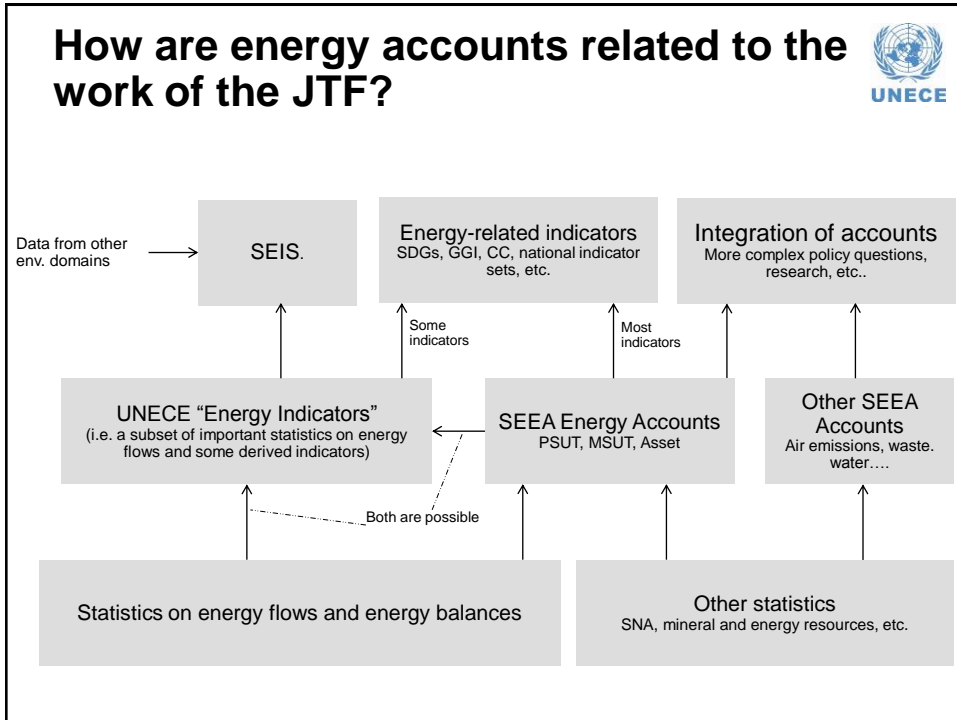 How are energy accounts related to the
work of the JTF?
UNECE
Data from other
env. domains
SEIS.
Energy-related indicators
SDGs, GGI, CC, national indicator
sets, etc.
Integration of accounts
More complex policy questions,
research, etc..
Some
indicators
Most
indicators
UNECE “Energy Indicators”
(i.e. a subset of important statistics on energy
flows and some derived indicators)
SEEA Energy Accounts
PSUT, MSUT, Asset
Other SEEA
Accounts
Air emissions, waste.
water….
Both are possible
Statistics on energy flows and energy balances
Other statistics
SNA, mineral and energy resources, etc.